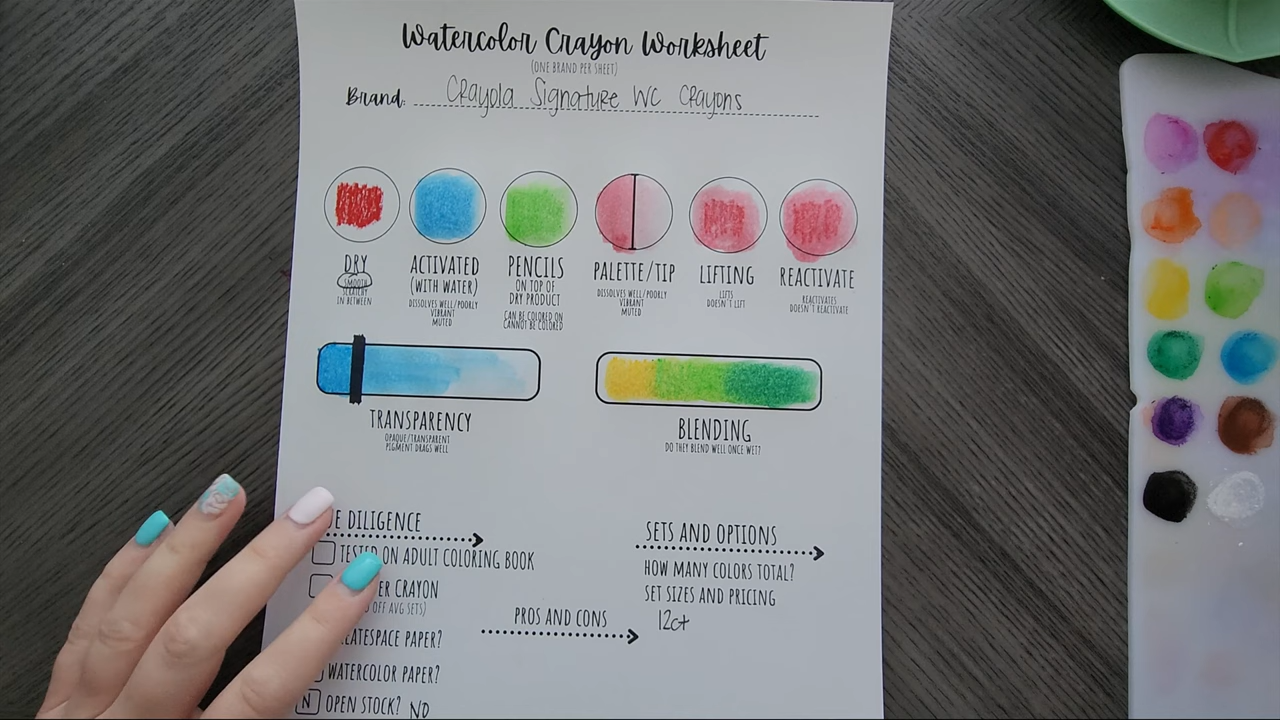 Watercolor Crayon Worksheet
(ONE BRAND PER SHEET)
Brand: Crayola Signature WC Crayons
DRY
SMOOTH
SCRATCHY
IN BETWEEN
ACTIVATED
(WITH WATER)
DISSOLVES WELL/POORLY
VIBRANT
MUTED
PENCILS
ON TOP OF
DRY PRODUCT
CAN BE COLORED ON
CANNOT BE COLORED
PALETTE/TIP
DISSOLVES WELL/POORLY
VIBRANT
MUTED
LIFTING
LIFTS
DOESN'T LIFT
REACTIVATE
REACTIVATES
DOESN'T REACTIVATE
TRANSPARENCY
OPAQUE/TRANSPARENT
PIGMENT DRAGS WELL
BLENDING
DO THEY BLEND WELL ONCE WET?
DILIGENCE
TESTED ON ADULT COLORING BOOK
CRAYON
OFF AVG SETS)
PAPER?
WATERCOLOR PAPER?
N OPEN STOCK? NO
PROS AND CONS
SETS AND OPTIONS
HOW MANY COLORS TOTAL?
SET SIZES AND PRICING
12ct